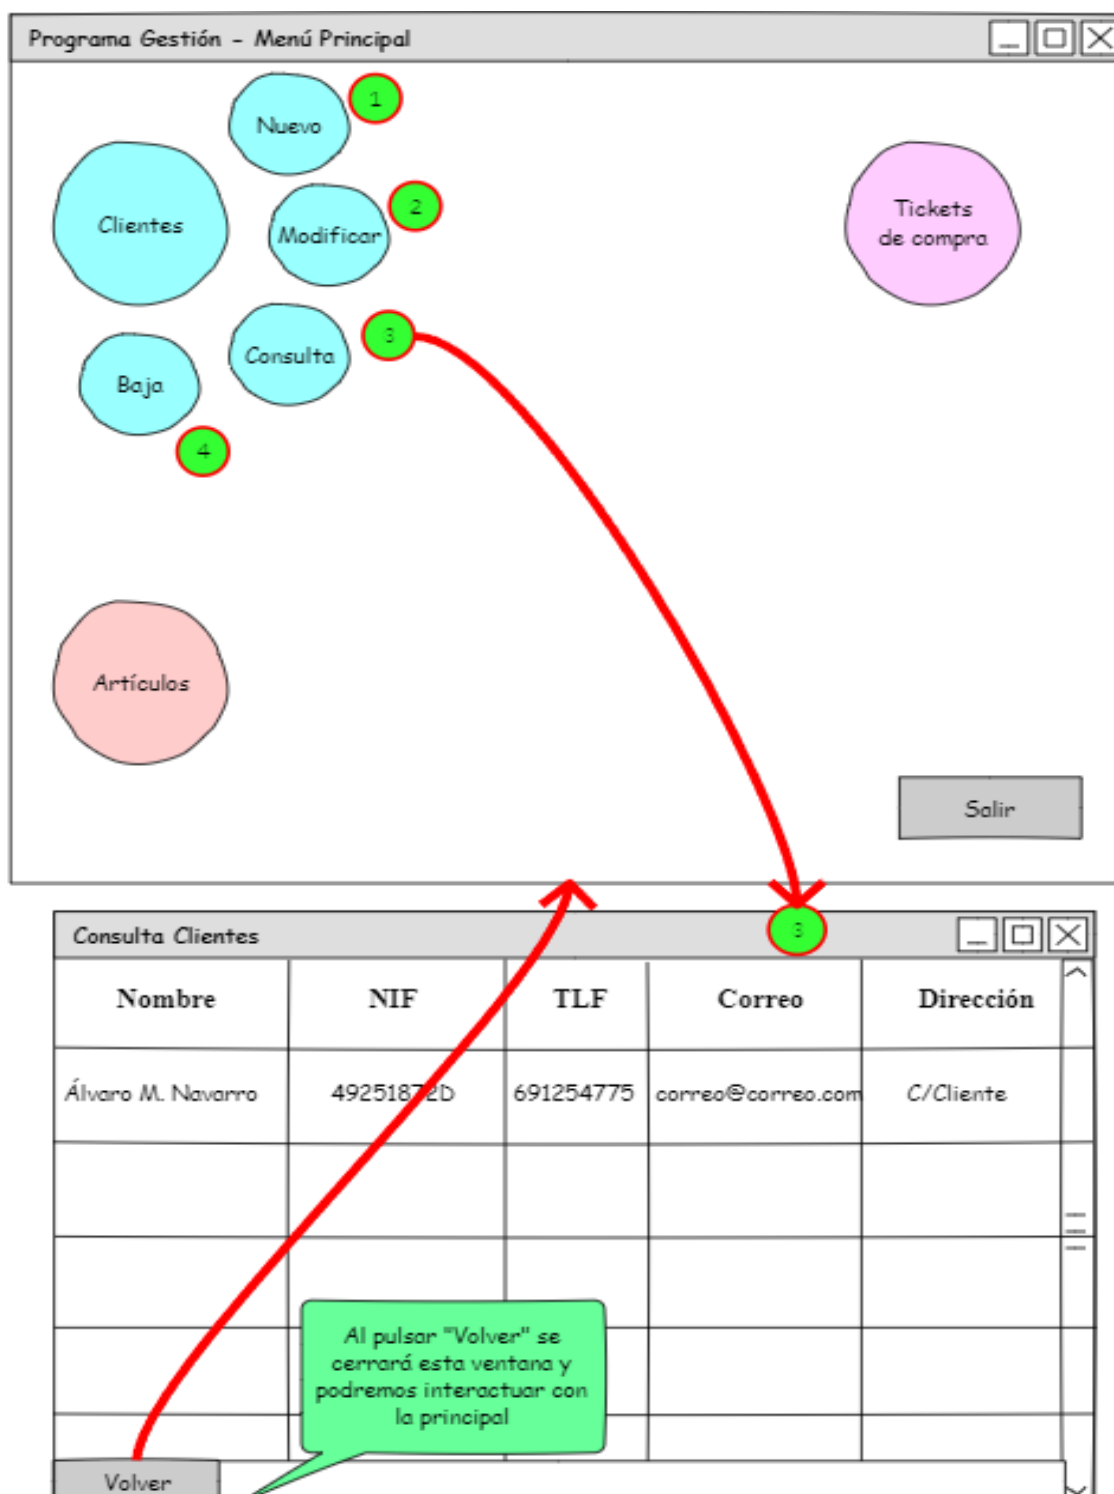 Programa Gestión - Menú Principal
Nuevo
1
Clientes
Modificar
2
Tickets
de compra
Consulta
3
Baja
4
Artículos
Salir
Consulta Clientes
3
Nombre NIF TLF Correo Dirección
Álvaro M. Navarro 49251872D 691254775 correo@correo.com C/Cliente
Al pulsar "Volver" se
cerrará esta ventana y
podremos interactuar con
la principal
Volver